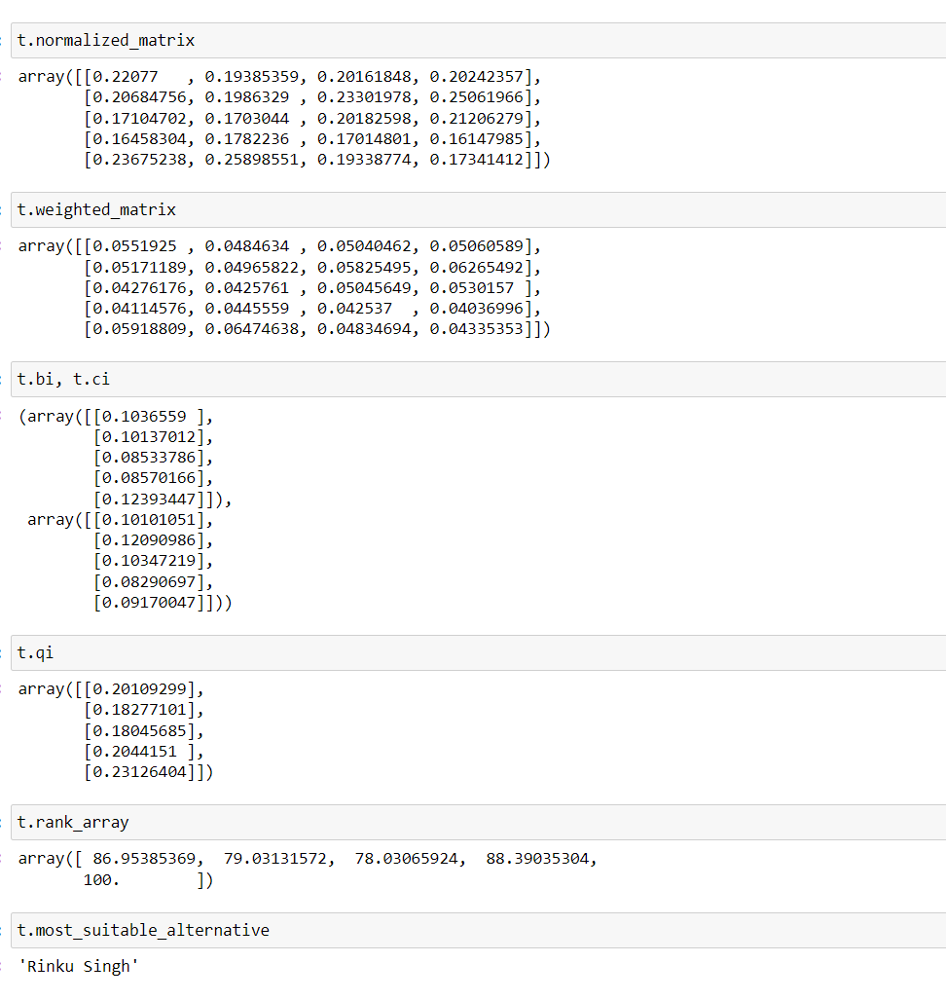 t.normalized_matrix
array([[0.22077   , 0.19385359, 0.20161848, 0.20242357],
       [0.20684756, 0.1986329 , 0.23301978, 0.25061966],
       [0.17104702, 0.1703044 , 0.20182598, 0.21206279],
       [0.16458304, 0.1782236 , 0.17014801, 0.16147985],
       [0.23675238, 0.25898551, 0.19338774, 0.17341412]])
t.weighted_matrix
array([[0.0551925 , 0.0484634 , 0.05040462, 0.05060589],
       [0.05171189, 0.04965822, 0.05825495, 0.06265492],
       [0.04276176, 0.0425761 , 0.05045649, 0.0530157 ],
       [0.04114576, 0.0445559 , 0.042537  , 0.04036996],
       [0.05918809, 0.06474638, 0.04834694, 0.04335353]])
t.bi, t.ci
(array([[0.1036559 ],
        [0.10137012],
        [0.08533786],
        [0.08570166],
        [0.12393447]]),
 array([[0.10101051],
        [0.12090986],
        [0.10347219],
        [0.08290697],
        [0.09170047]]))
t.qi
array([[0.20109299],
       [0.18277101],
       [0.18045685],
       [0.2044151 ],
       [0.23126404]])
t.rank_array
array([ 86.95385369,  79.03131572,  78.03065924,  88.39035304,
       100.        ])
t.most_suitable_alternative
'Rinku Singh'